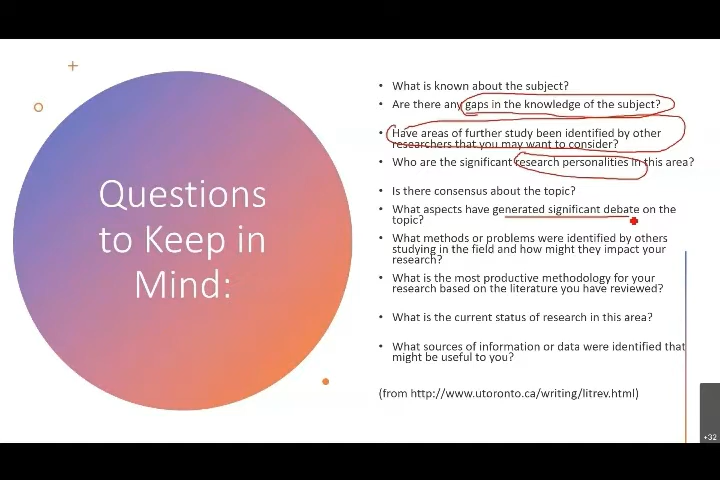 Questions
to Keep in
Mind:
• What is known about the subject?
• Are there any gaps in the knowledge of the subject?
• Have areas of further study been identified by other
researchers that you may want to consider?
• Who are the significant research personalities in this area?
• Is there consensus about the topic?
• What aspects have generated significant debate on the
topic?
• What methods or problems were identified by others
studying in the field and how might they impact your
research?
• What is the most productive methodology for your
research based on the literature you have reviewed?
• What is the current status of research in this area?
• What sources of information or data were identified that
might be useful to you?
(from http://www.utoronto.ca/writing/litrev.html)
+32